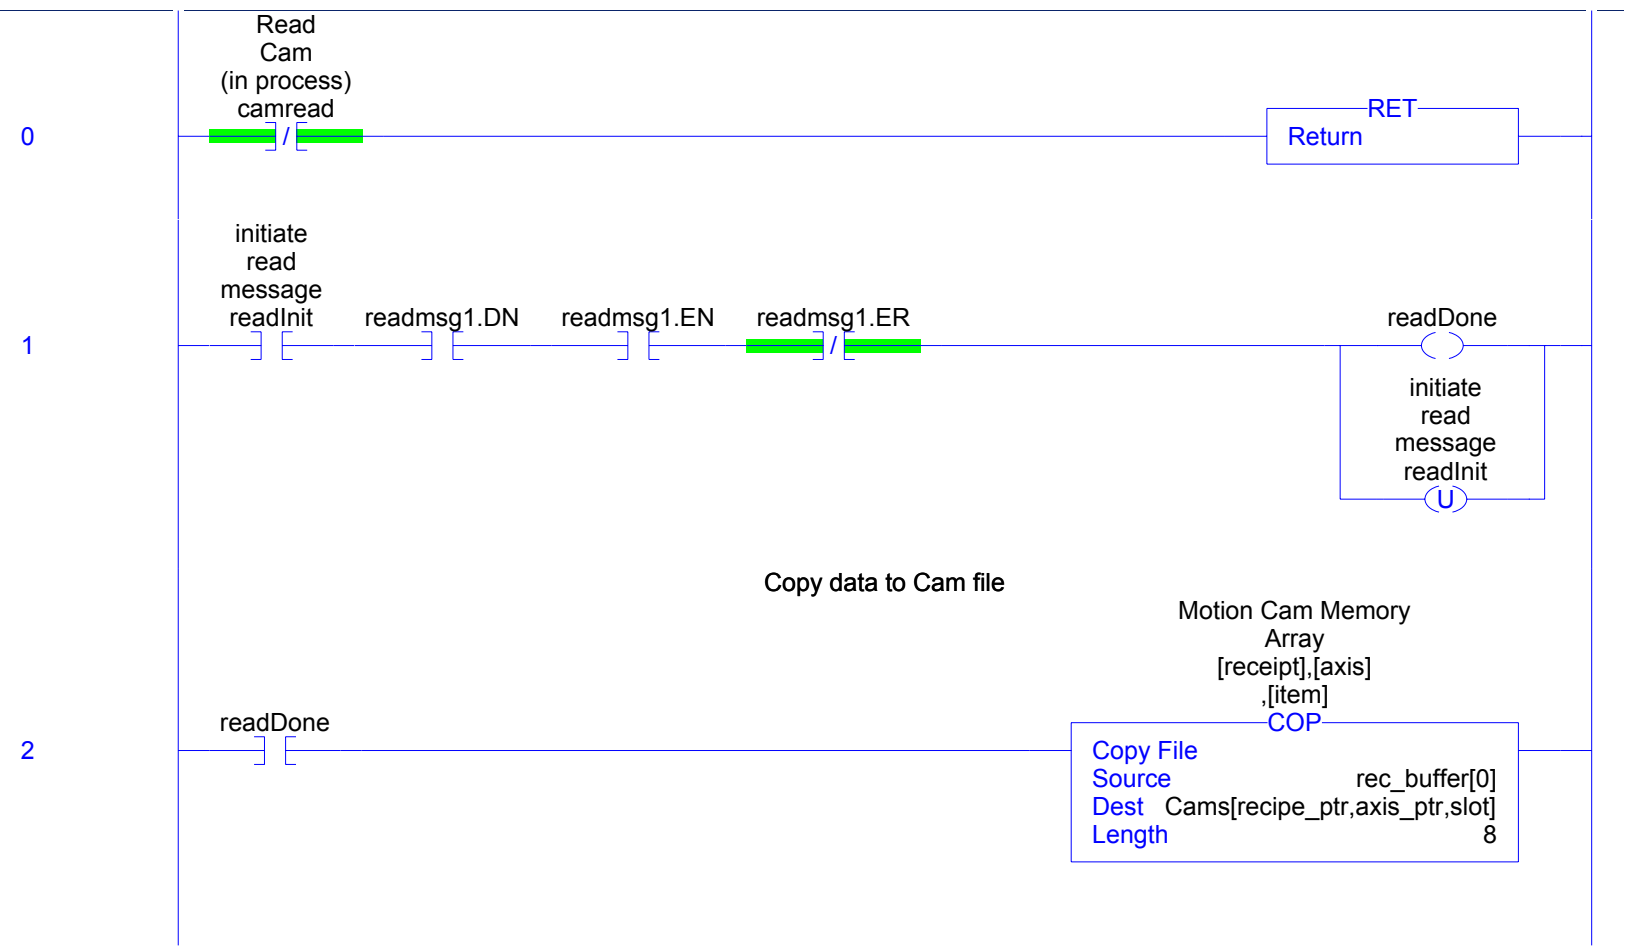 Read
Cam
(in process)
camread
0
/
RET
Return
initiate
read
message
readInit
readmsg1.DN
readmsg1.EN
readmsg1.ER
readDone
1
/
initiate
read
message
readInit
U
Copy data to Cam file
Motion Cam Memory
Array
[receipt],[axis]
,[item]
readDone
COP
2
Copy File
Source rec_buffer[0]
Dest Cams[recipe_ptr,axis_ptr,slot]
Length 8